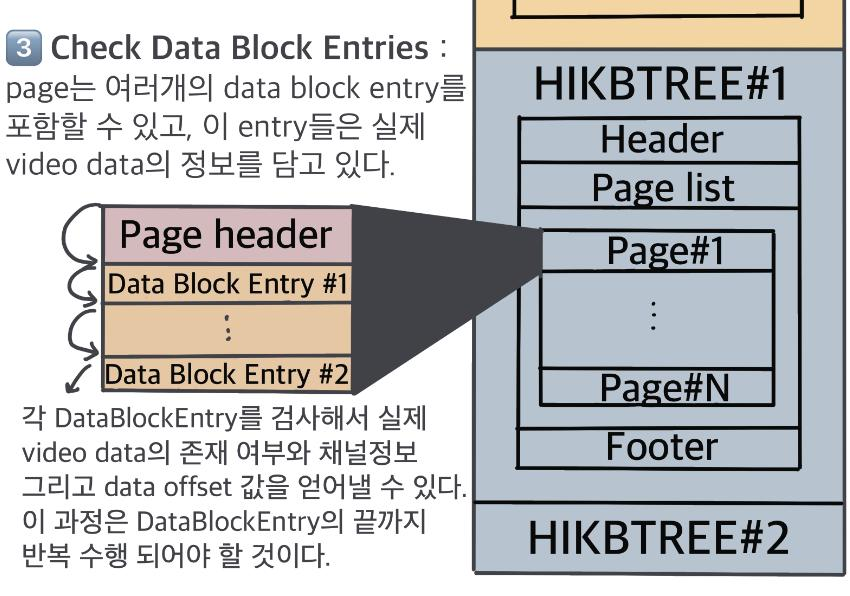 3 Check Data Block Entries :
page는 여러개의 data block entry를
포함할 수 있고, 이 entry들은 실제
video data의 정보를 담고 있다.
Page header
Data Block Entry #1
⋮
Data Block Entry #2
각 DataBlockEntry를 검사해서 실제
video data의 존재 여부와 채널정보
그리고 data offset 값을 얻어낼 수 있다.
이 과정은 DataBlockEntry의 끝까지
반복 수행 되어야 할 것이다.
HIKBTREE#1
Header
Page list
Page#1
⋮
Page#N
Footer
HIKBTREE#2